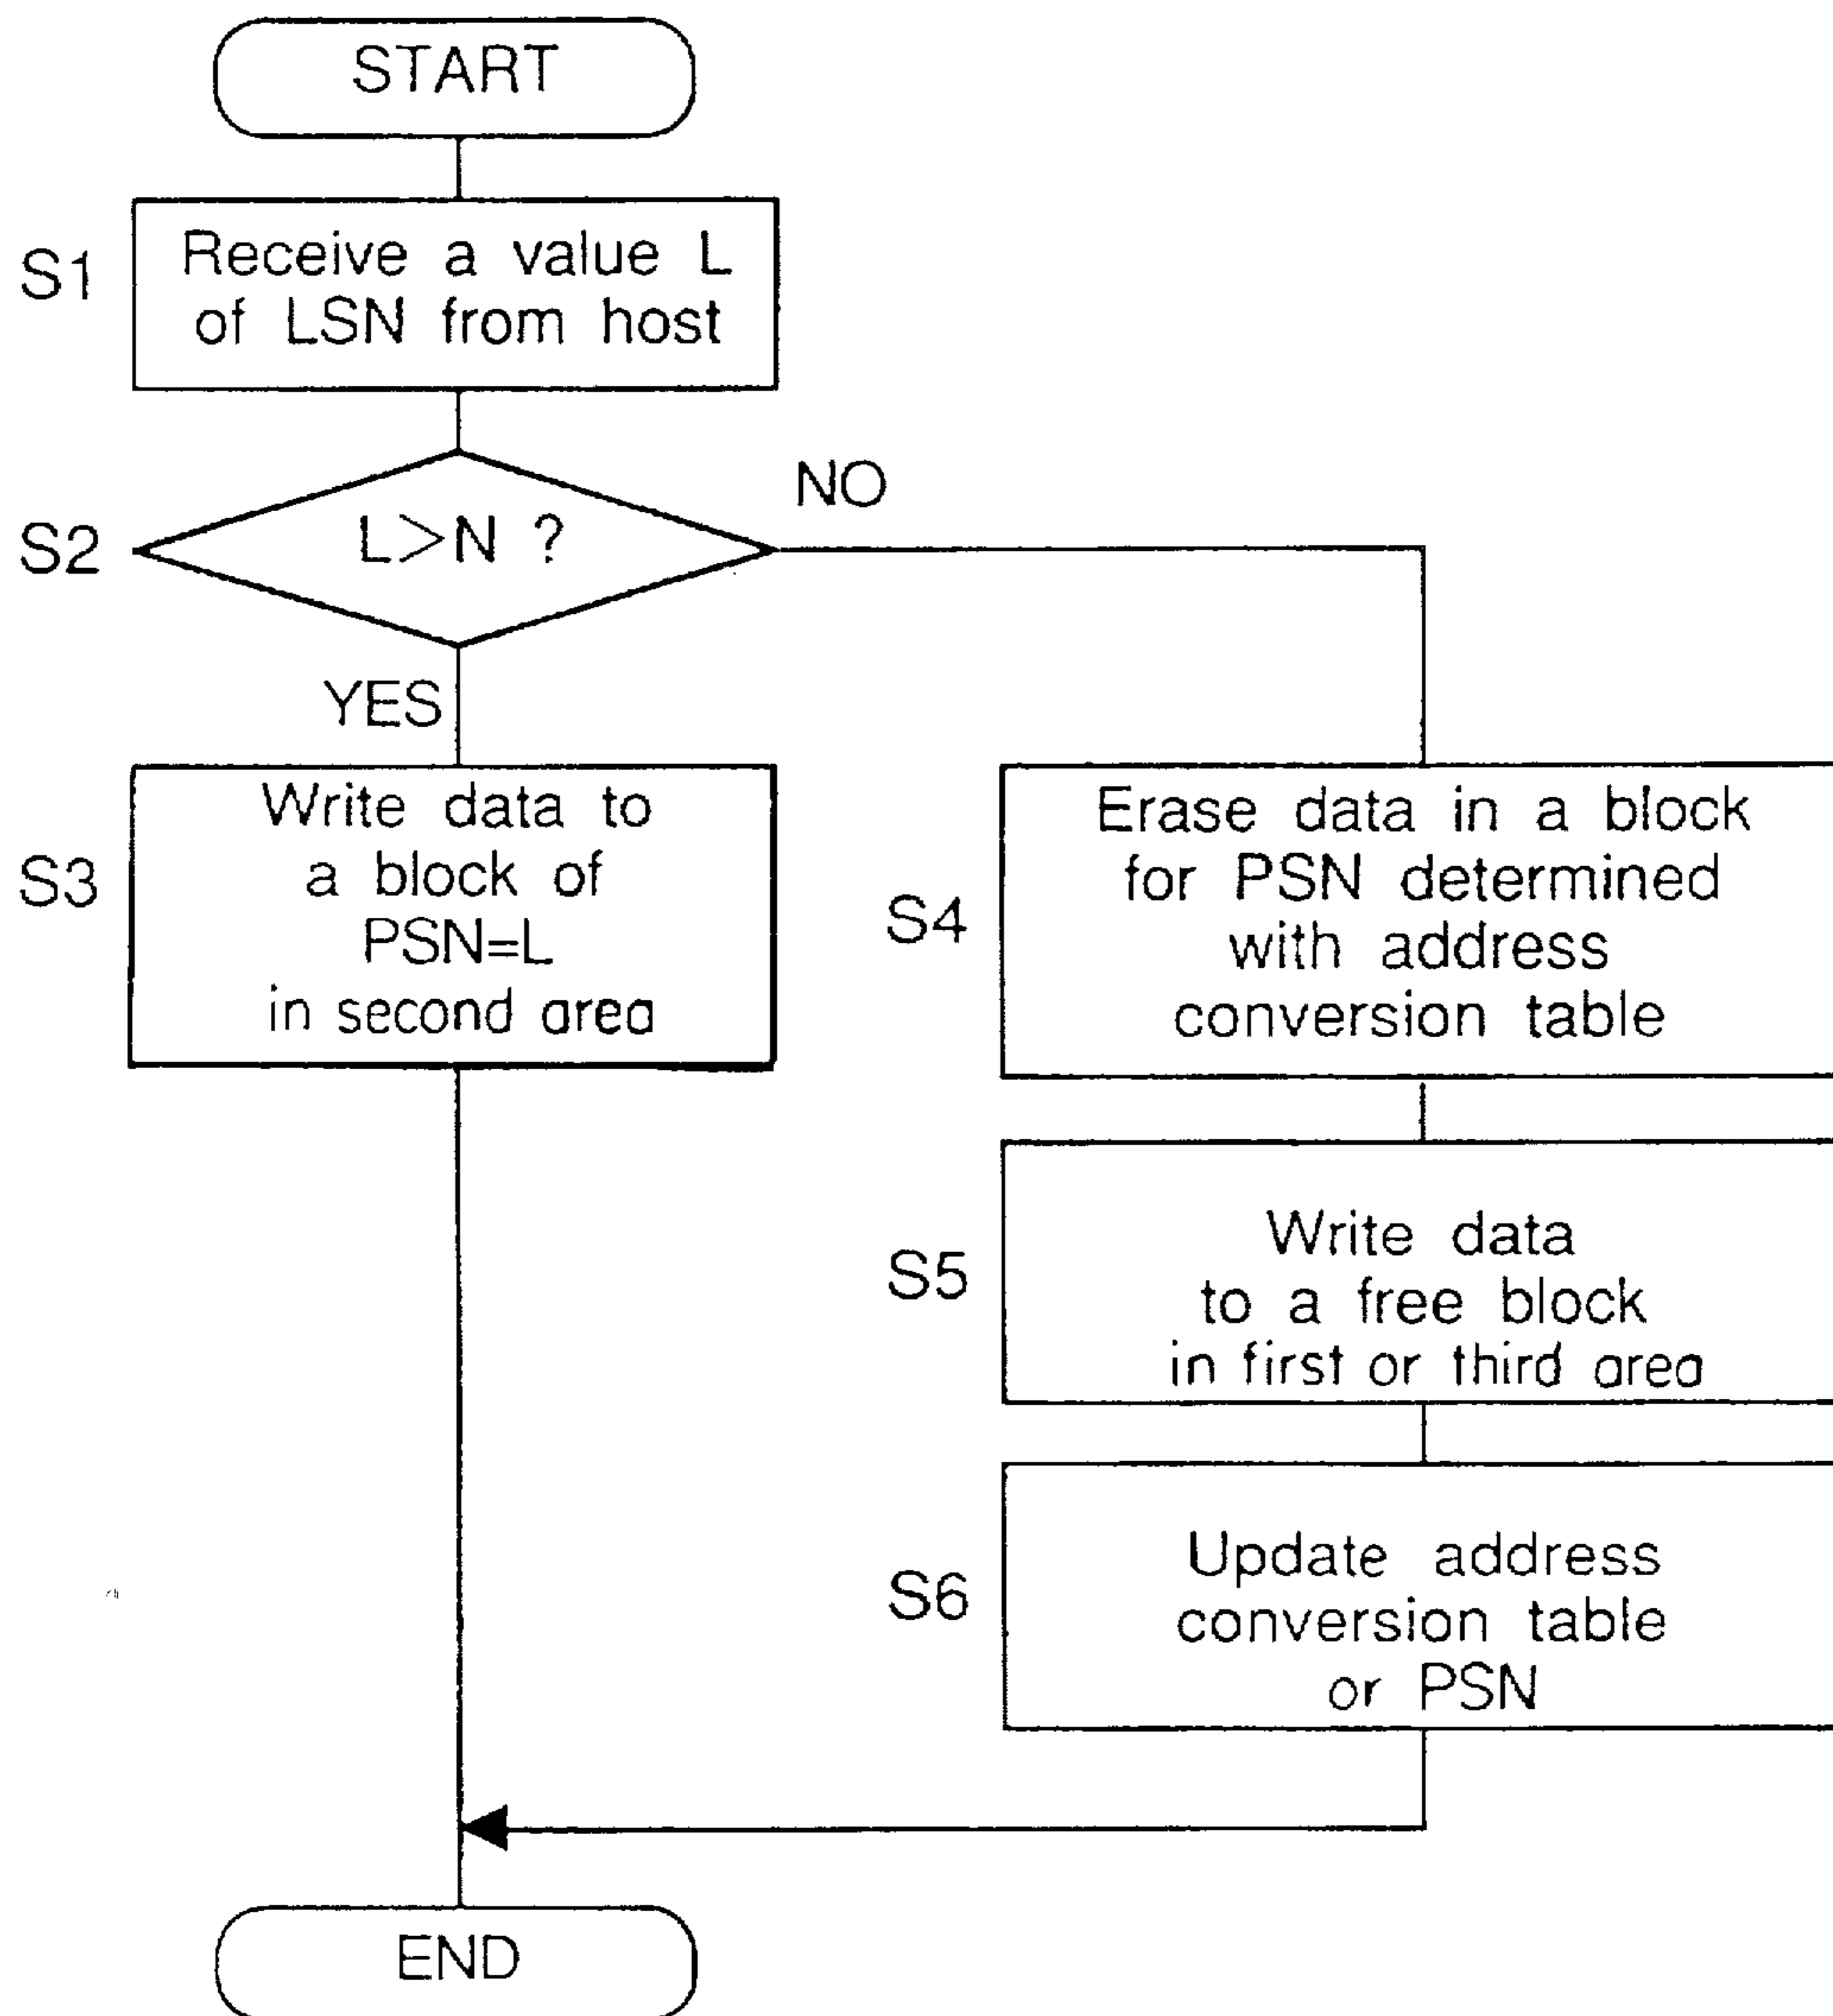 START
S1
Receive a value L
of LSN from host
S2
L>N ?
NO
YES
S3
Write data to
a block of
PSN=L
in second area
S4
Erase data in a block
for PSN determined
with address
conversion table
S5
Write data
to a free block
in first or third area
S6
Update address
conversion table
or PSN
END